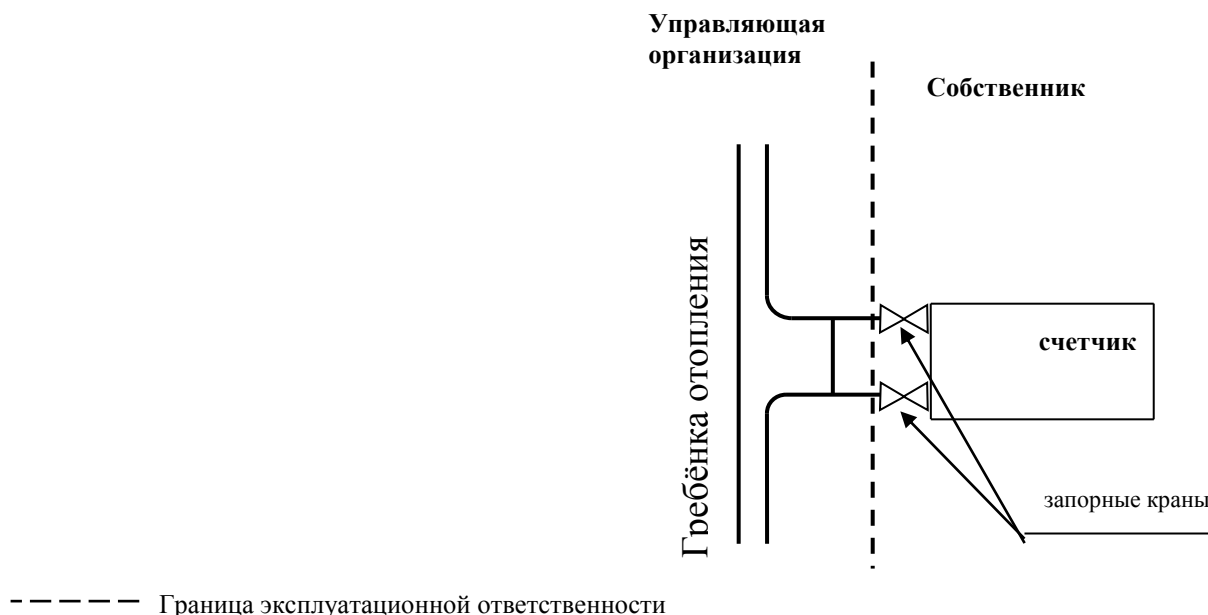 Управляющая
организация
Собственник
Гребёнка отопления
счетчик
запорные краны
Граница эксплуатационной ответственности